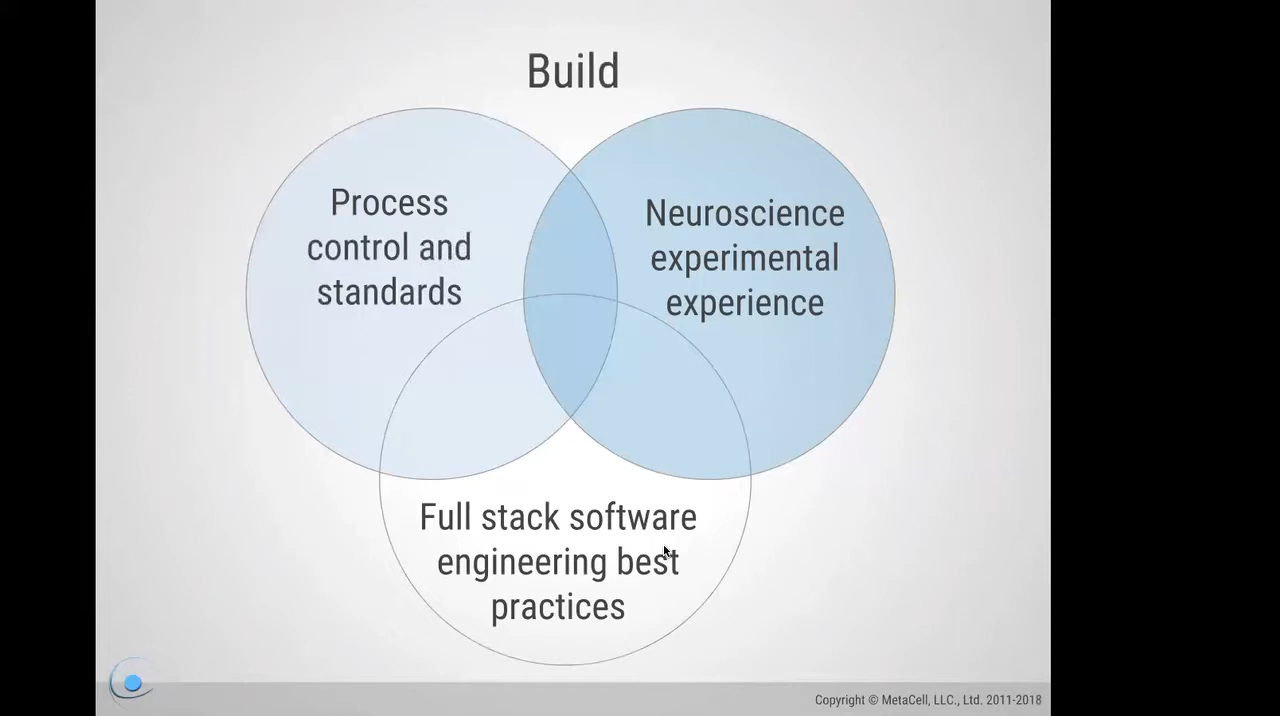 Build
Process
control and
standards
Neuroscience
experimental
experience
Full stack software
engineering best
practices
Copyright © MetaCell, LLC., Ltd. 2011-2018